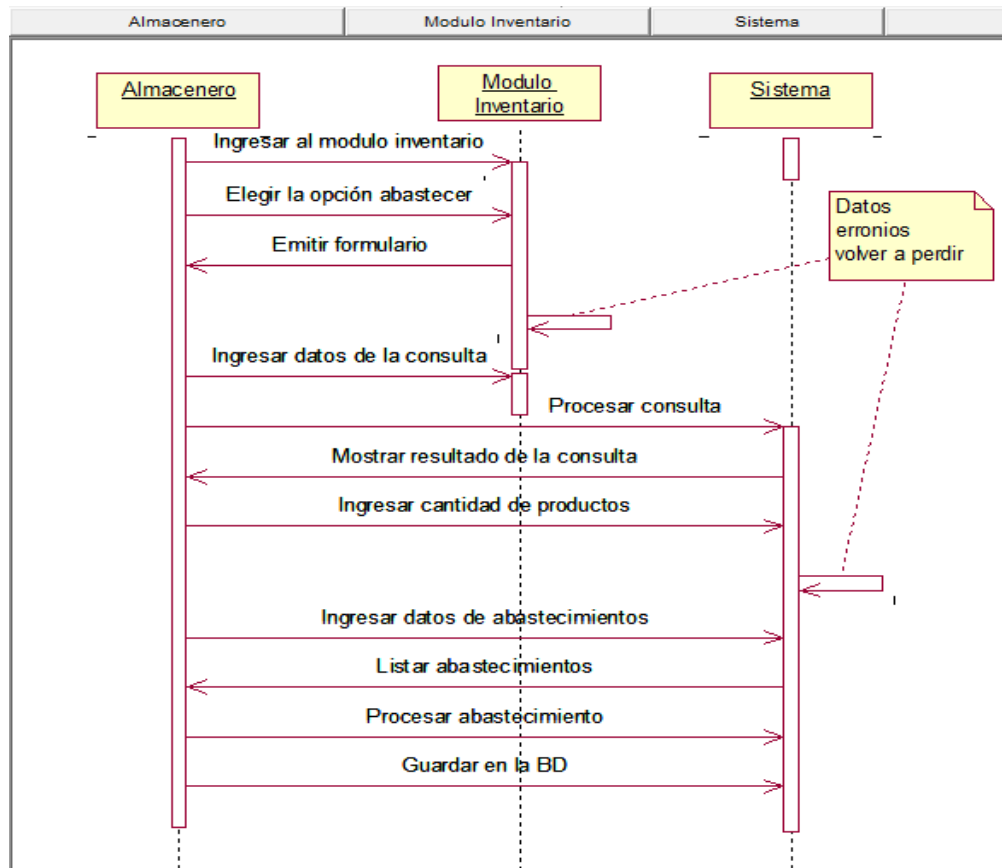 Almacenero
Modulo Inventario
Sistema
Almacenero
Modulo
Inventario
Sistema
Ingresar al modulo inventario
Elegir la opción abastecer
Datos
erronios
volver a perdir
Emitir formulario
Ingresar datos de la consulta
Procesar consulta
Mostrar resultado de la consulta
Ingresar cantidad de productos
Ingresar datos de abastecimientos
Listar abastecimientos
Procesar abastecimiento
Guardar en la BD